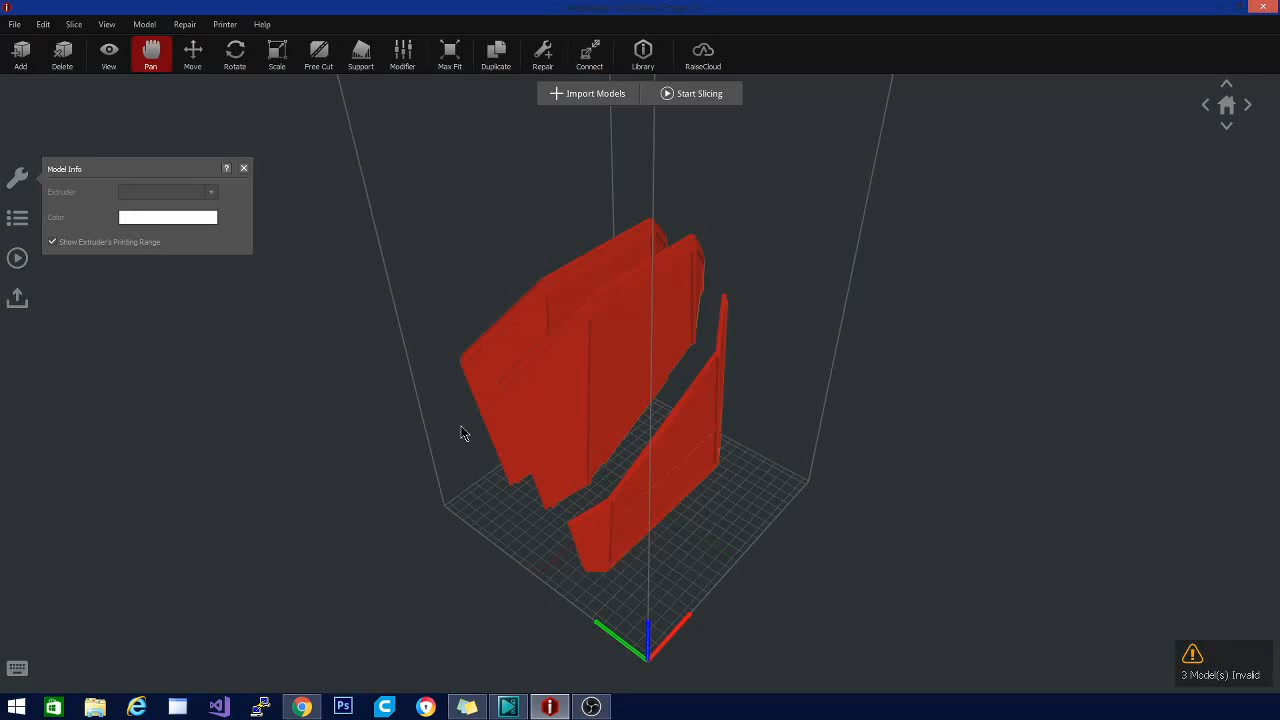 File Edit Slice View Model Repair Printer Help
Add Delete View Pan Move Rotate Scale Free Cut Support Modifier Max Fit Duplicate Repair Connect Library RaiseCloud
Import Models Start Slicing
Model Info ?
Extruder
Color
Show Extruder's Printing Range
3 Model(s) Invalid
Ps